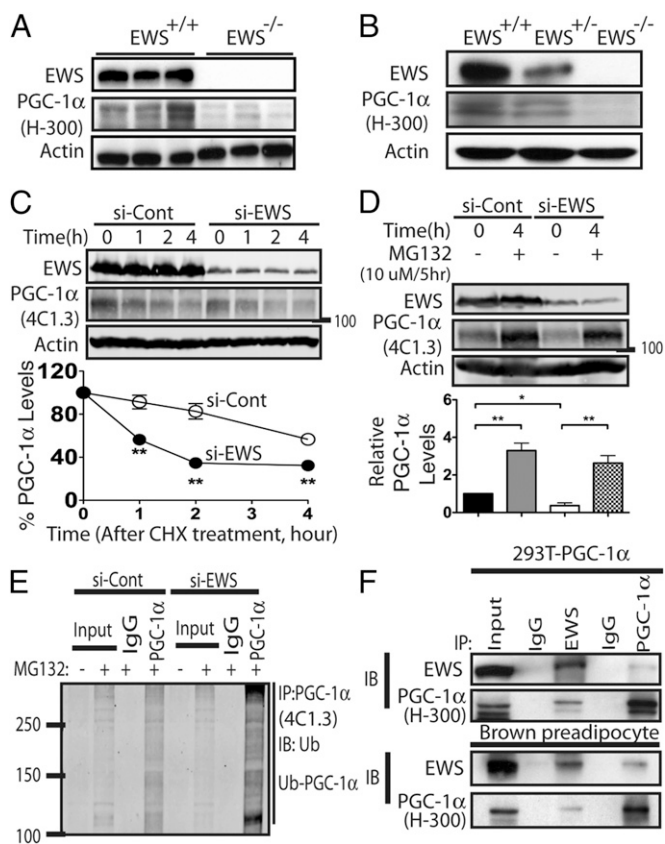 A
EWS+/+ EWS-/-
EWS
PGC-1α
(H-300)
Actin
B
EWS+/+ EWS+/- EWS-/-
EWS
PGC-1α
(H-300)
Actin
C
si-Cont si-EWS
Time(h) 0 1 2 4 0 1 2 4
EWS
PGC-1α
(4C1.3)
100
Actin
% PGC-1α Levels
120
80
40
0
si-Cont
si-EWS
** ** **
0 1 2 3 4
Time (After CHX treatment, hour)
D
si-Cont si-EWS
Time(h) 0 4 0 4
MG132 - + - +
(10 uM/5hr)
EWS
PGC-1α
(4C1.3)
100
Actin
Relative
PGC-1α
Levels
6
4
2
0
*
** **
E
si-Cont si-EWS
Input IgG PGC-1α Input IgG PGC-1α
MG132: - + + + - + + +
250
150
100
IP:PGC-1α
(4C1.3)
IB: Ub
Ub-PGC-1α
F
293T-PGC-1α
IP: Input IgG EWS IgG PGC-1α
IB
EWS
PGC-1α
(H-300)
Brown preadipocyte
IB
EWS
PGC-1α
(H-300)